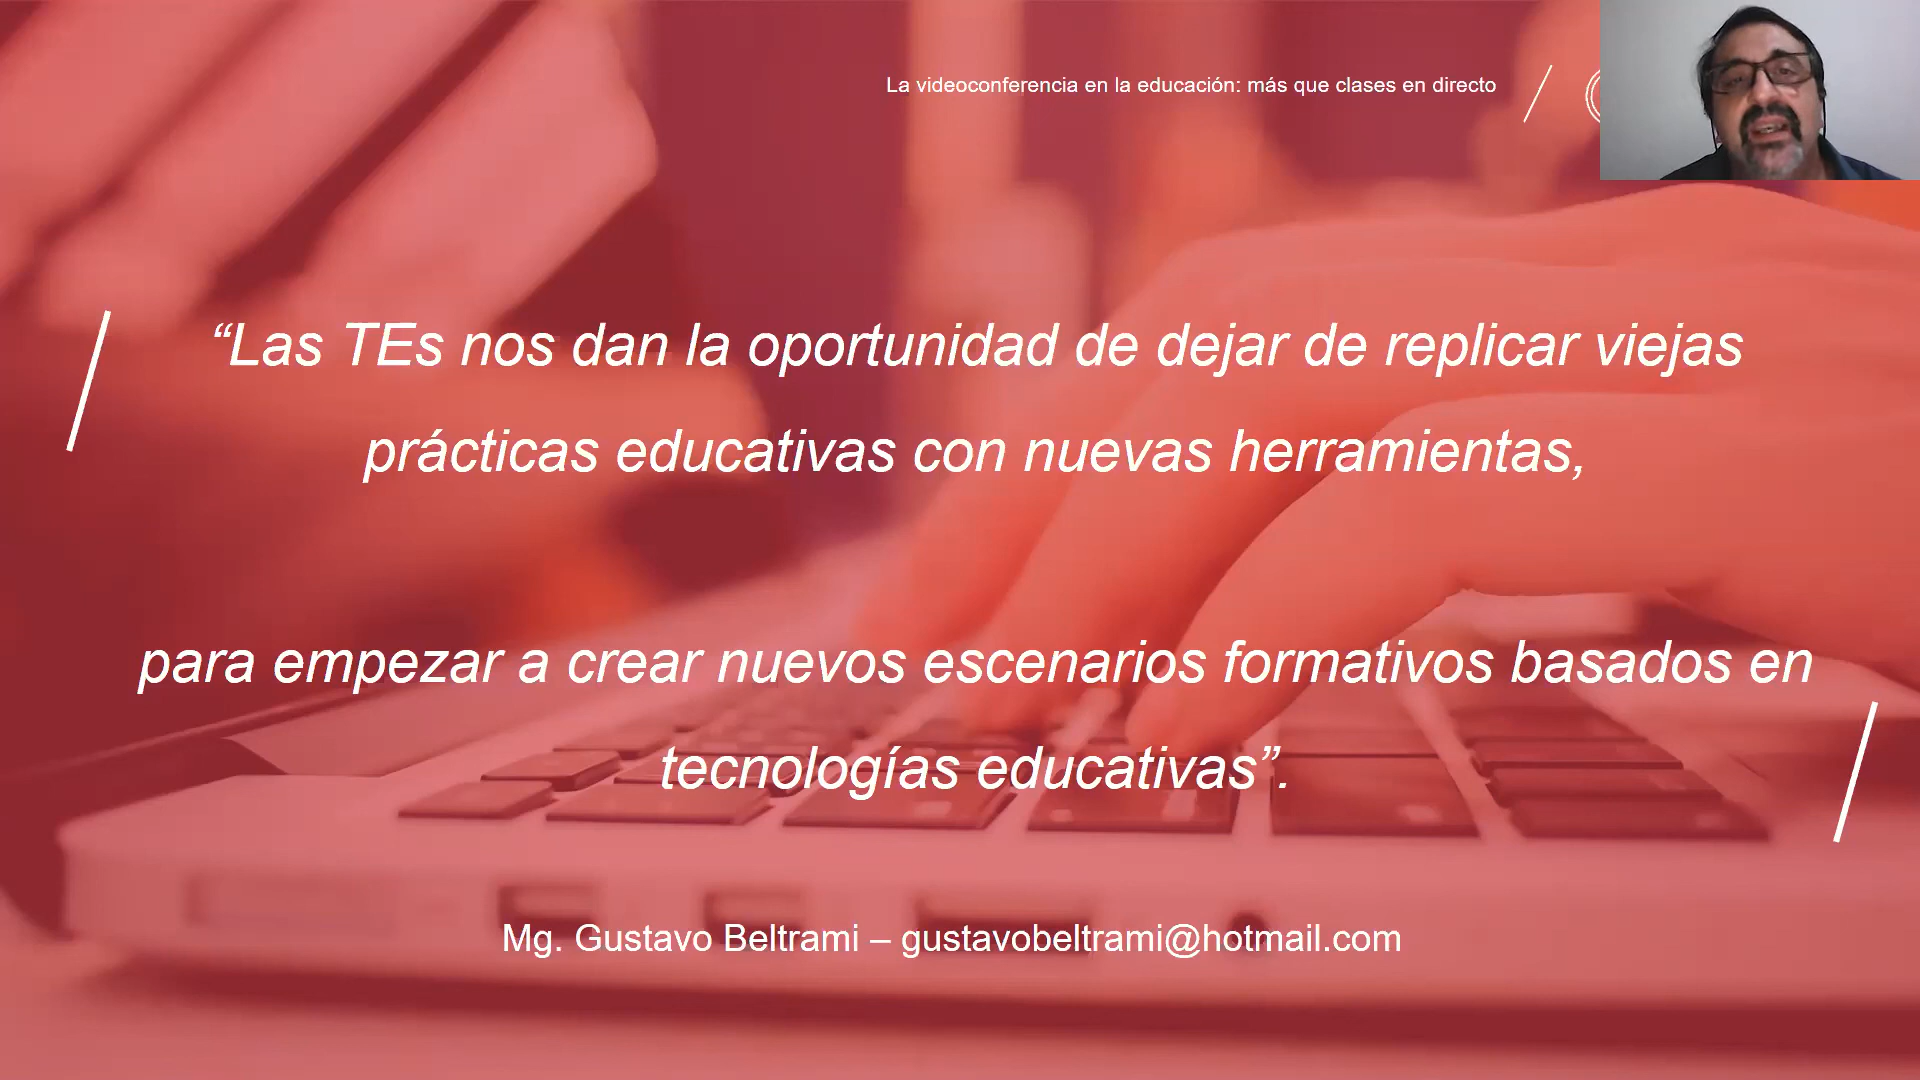 La videoconferencia en la educación: más que clases en directo
“Las TEs nos dan la oportunidad de dejar de replicar viejas
prácticas educativas con nuevas herramientas,
para empezar a crear nuevos escenarios formativos basados en
tecnologías educativas”.
Mg. Gustavo Beltrami – gustavobeltrami@hotmail.com